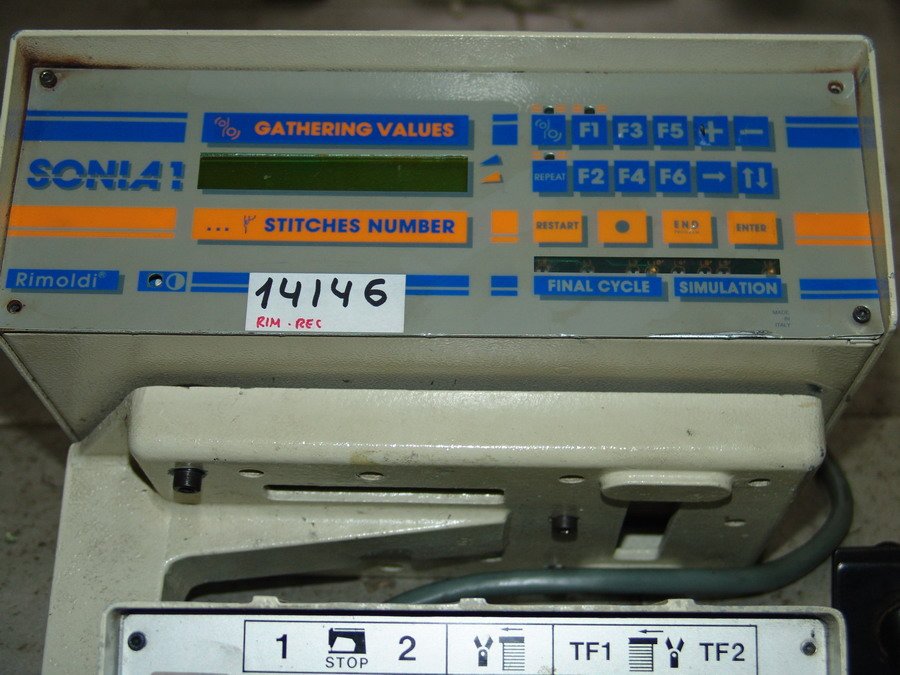 GATHERING VALUES
F1 F3 F5 + −
SONIA 1
REPEAT F2 F4 F6 → ↑↓
... STITCHES NUMBER
RESTART ● END ENTER
Rimoldi®
FINAL CYCLE SIMULATION
14146
RIM-REC
MADE
IN
ITALY
1 STOP 2 TF1 TF2